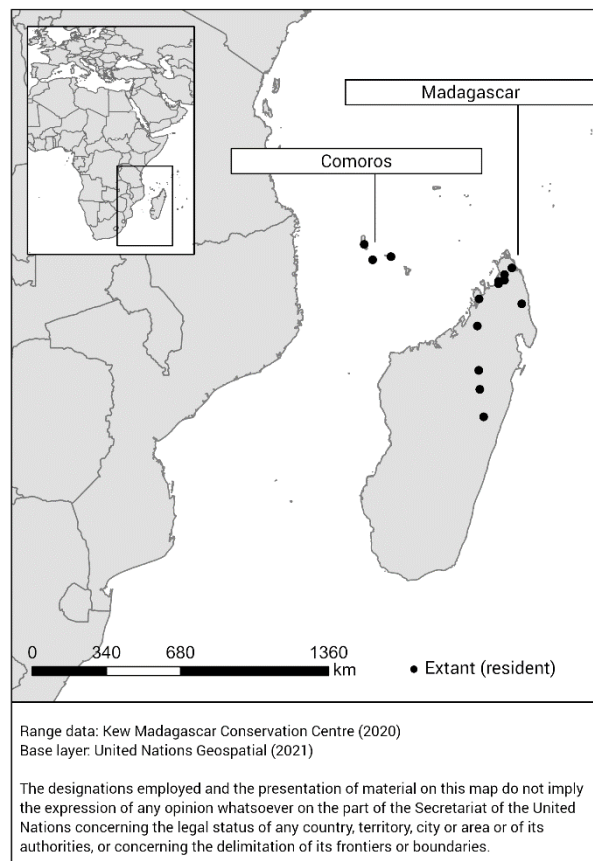 Madagascar
Comoros
0 340 680 1360
km
Extant (resident)
Range data: Kew Madagascar Conservation Centre (2020)
Base layer: United Nations Geospatial (2021)
The designations employed and the presentation of material on this map do not imply
the expression of any opinion whatsoever on the part of the Secretariat of the United
Nations concerning the legal status of any country, territory, city or area or of its
authorities, or concerning the delimitation of its frontiers or boundaries.